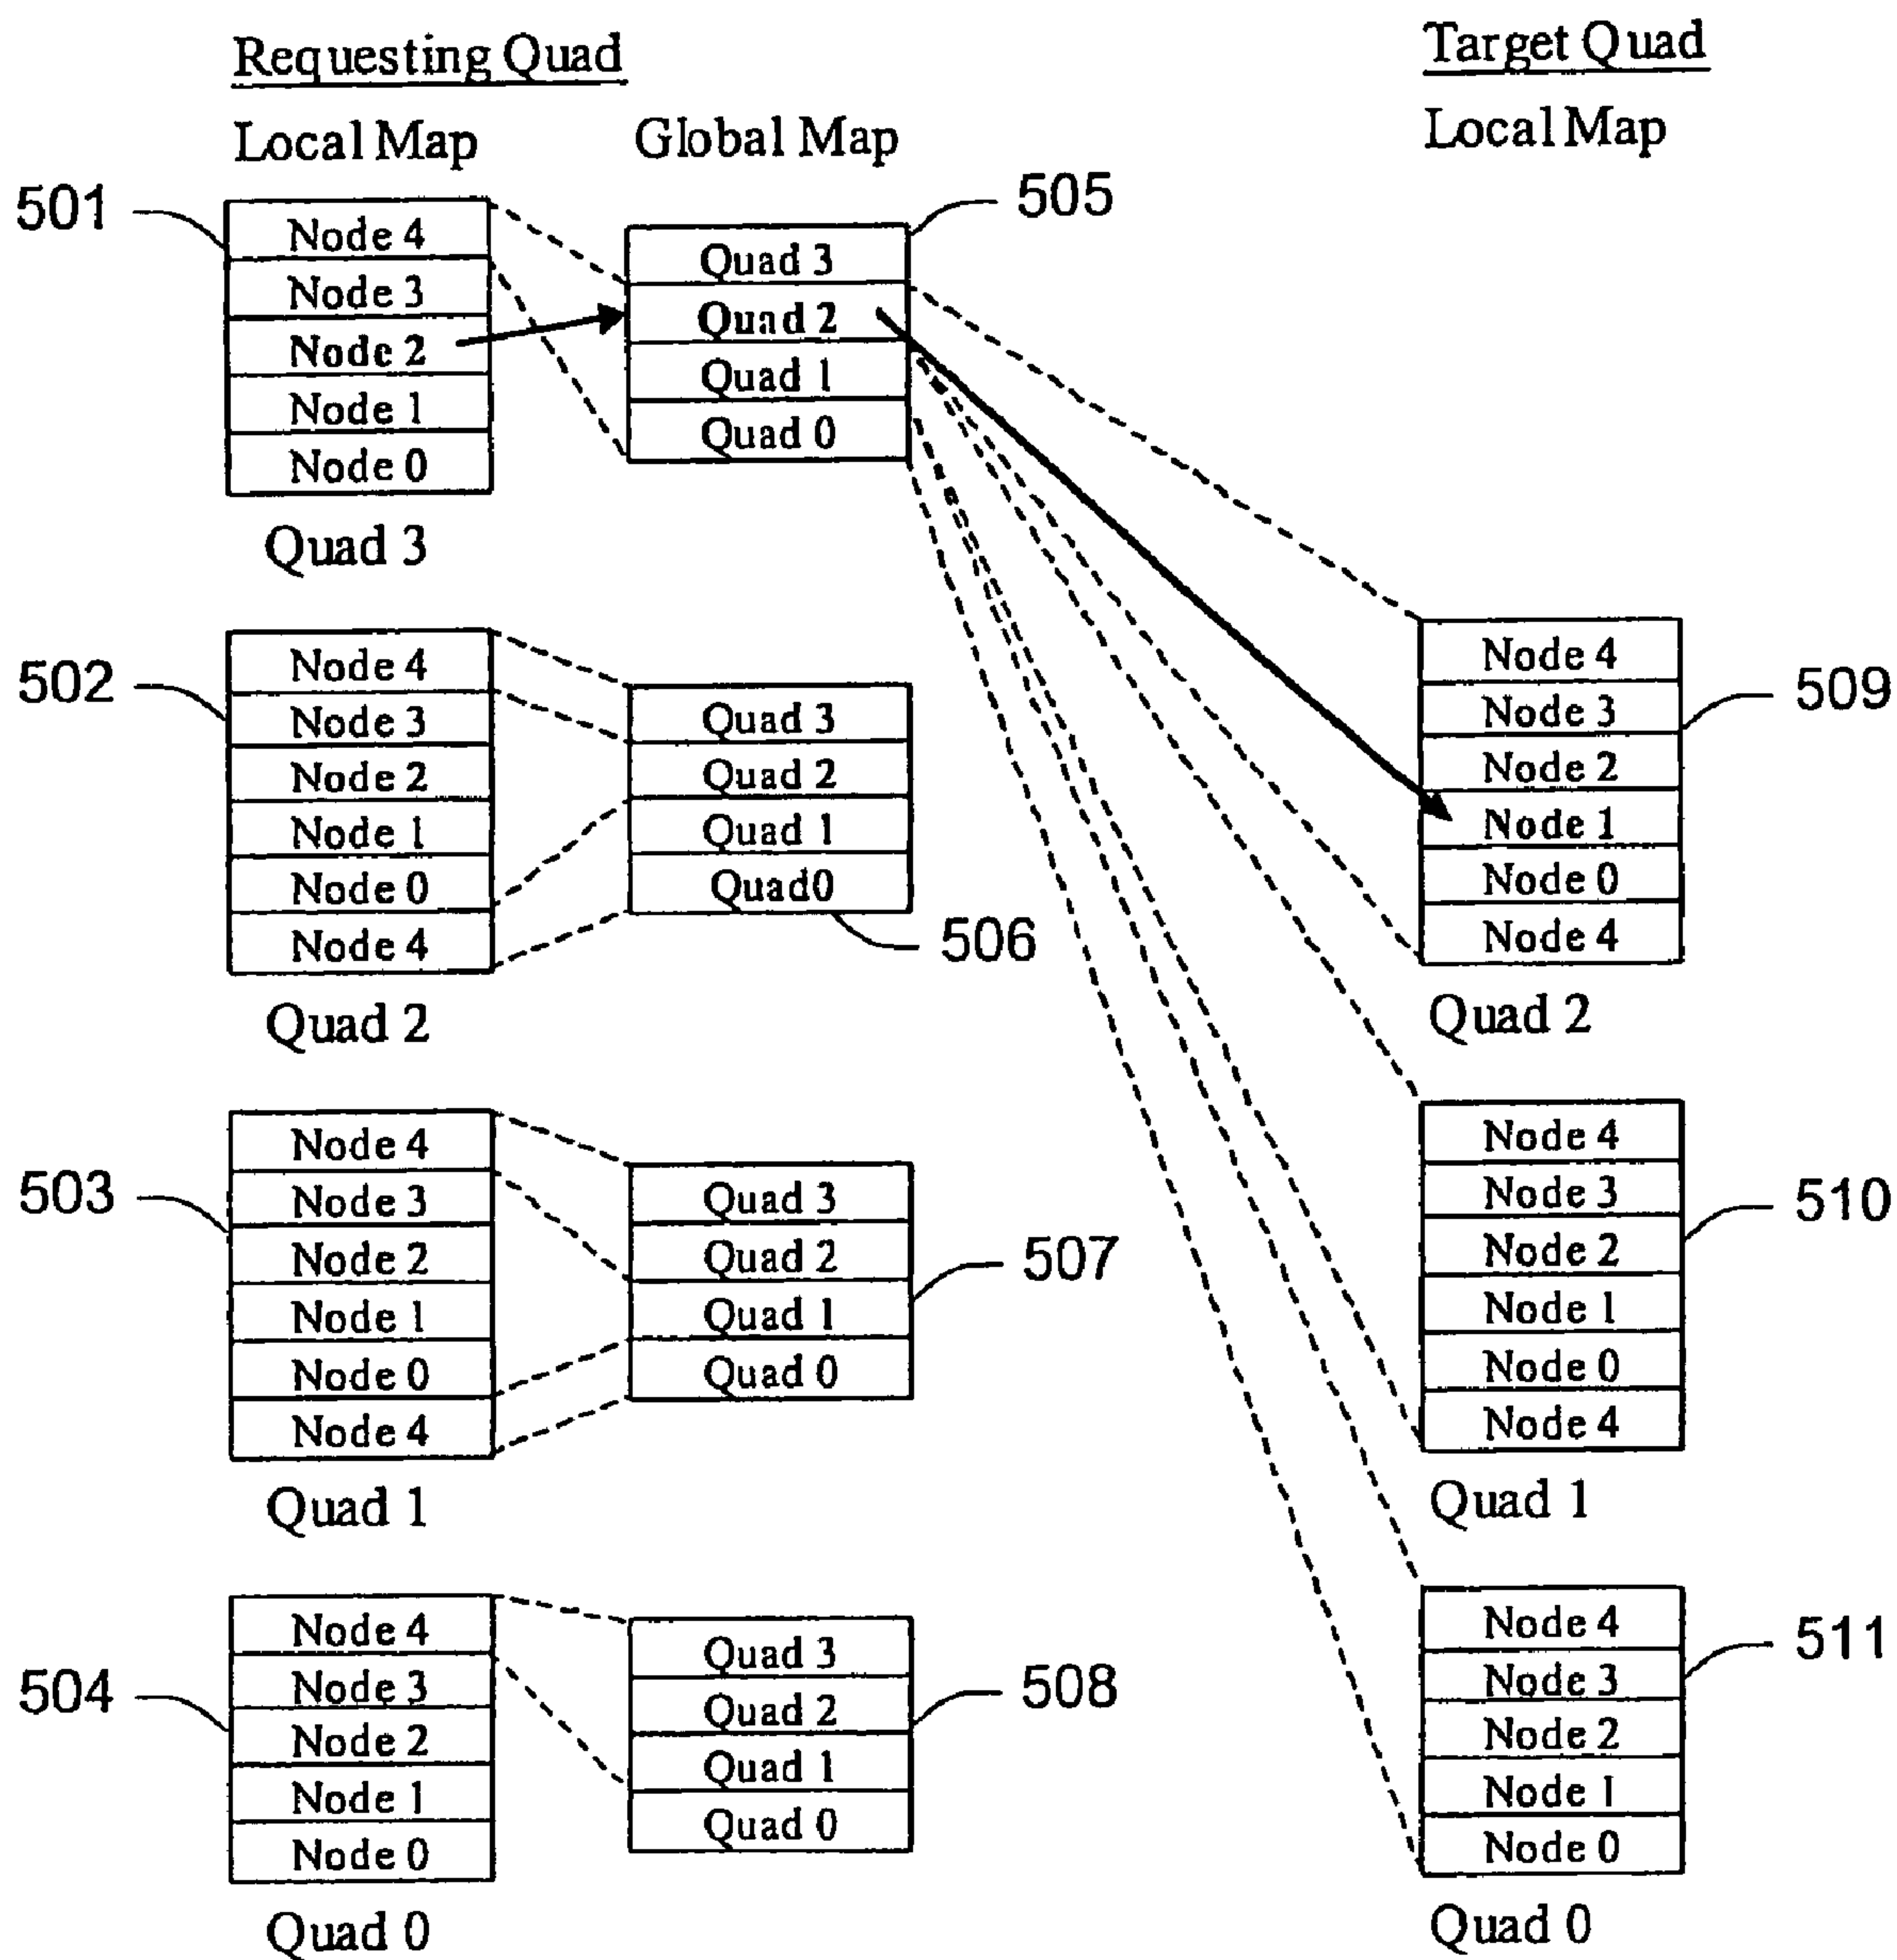 Requesting Quad
Target Quad
Local Map
Global Map
Local Map
501
Node 4
Node 3
Node 2
Node 1
Node 0
Quad 3
505
Quad 3
Quad 2
Quad 1
Quad 0
502
Node 4
Node 3
Node 2
Node 1
Node 0
Node 4
Quad 2
Quad 3
Quad 2
Quad 1
Quad0
506
503
Node 4
Node 3
Node 2
Node 1
Node 0
Node 4
Quad 1
Quad 3
Quad 2
Quad 1
Quad 0
507
504
Node 4
Node 3
Node 2
Node 1
Node 0
Quad 0
Quad 3
Quad 2
Quad 1
Quad 0
508
Node 4
Node 3
Node 2
Node 1
Node 0
Node 4
509
Quad 2
Node 4
Node 3
Node 2
Node 1
Node 0
Node 4
510
Quad 1
Node 4
Node 3
Node 2
Node 1
Node 0
511
Quad 0